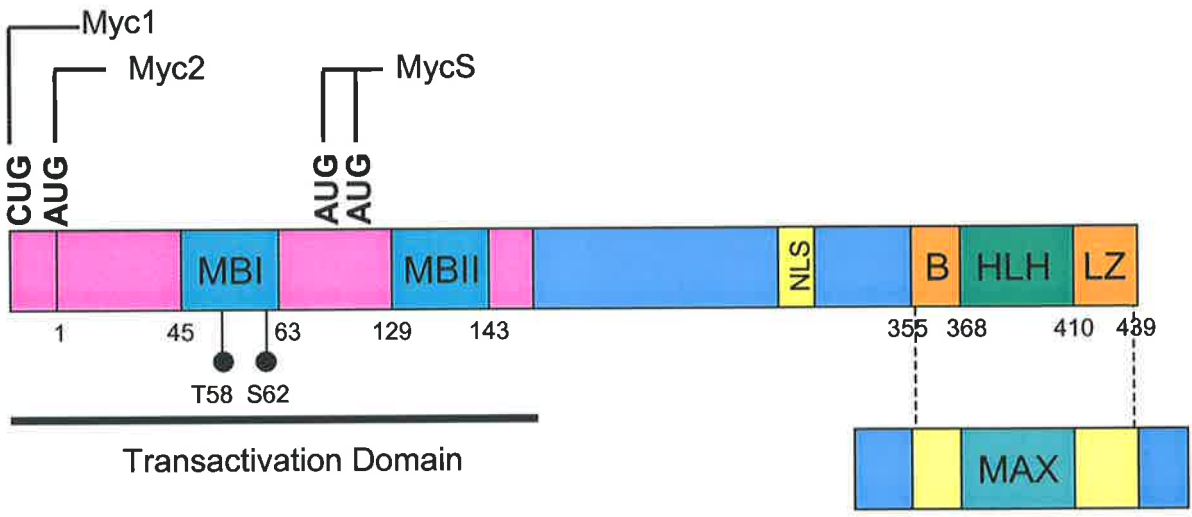 Myc1
Myc2
MycS
CUG
AUG
AUG
AUG
MBI
MBII
NLS
B
HLH
LZ
1
45
63
129
143
355
368
410
439
T58
S62
Transactivation Domain
MAX